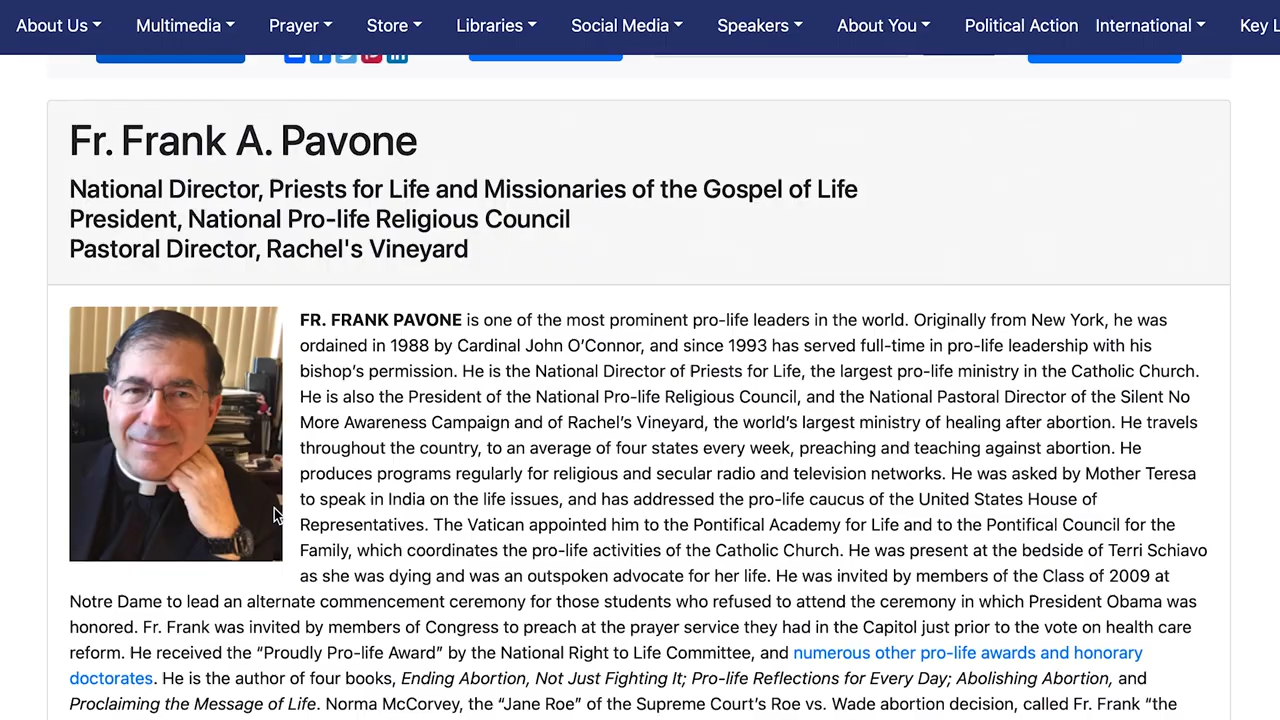 About Us Multimedia Prayer Store Libraries Social Media Speakers About You Political Action International Key
Fr. Frank A. Pavone
National Director, Priests for Life and Missionaries of the Gospel of Life
President, National Pro-life Religious Council
Pastoral Director, Rachel's Vineyard
FR. FRANK PAVONE is one of the most prominent pro-life leaders in the world. Originally from New York, he was
ordained in 1988 by Cardinal John O’Connor, and since 1993 has served full-time in pro-life leadership with his
bishop’s permission. He is the National Director of Priests for Life, the largest pro-life ministry in the Catholic Church.
He is also the President of the National Pro-life Religious Council, and the National Pastoral Director of the Silent No
More Awareness Campaign and of Rachel’s Vineyard, the world’s largest ministry of healing after abortion. He travels
throughout the country, to an average of four states every week, preaching and teaching against abortion. He
produces programs regularly for religious and secular radio and television networks. He was asked by Mother Teresa
to speak in India on the life issues, and has addressed the pro-life caucus of the United States House of
Representatives. The Vatican appointed him to the Pontifical Academy for Life and to the Pontifical Council for the
Family, which coordinates the pro-life activities of the Catholic Church. He was present at the bedside of Terri Schiavo
as she was dying and was an outspoken advocate for her life. He was invited by members of the Class of 2009 at
Notre Dame to lead an alternate commencement ceremony for those students who refused to attend the ceremony in which President Obama was
honored. Fr. Frank was invited by members of Congress to preach at the prayer service they had in the Capitol just prior to the vote on health care
reform. He received the “Proudly Pro-life Award” by the National Right to Life Committee, and numerous other pro-life awards and honorary
doctorates. He is the author of four books, Ending Abortion, Not Just Fighting It; Pro-life Reflections for Every Day; Abolishing Abortion, and
Proclaiming the Message of Life. Norma McCorvey, the “Jane Roe” of the Supreme Court’s Roe vs. Wade abortion decision, called Fr. Frank “the